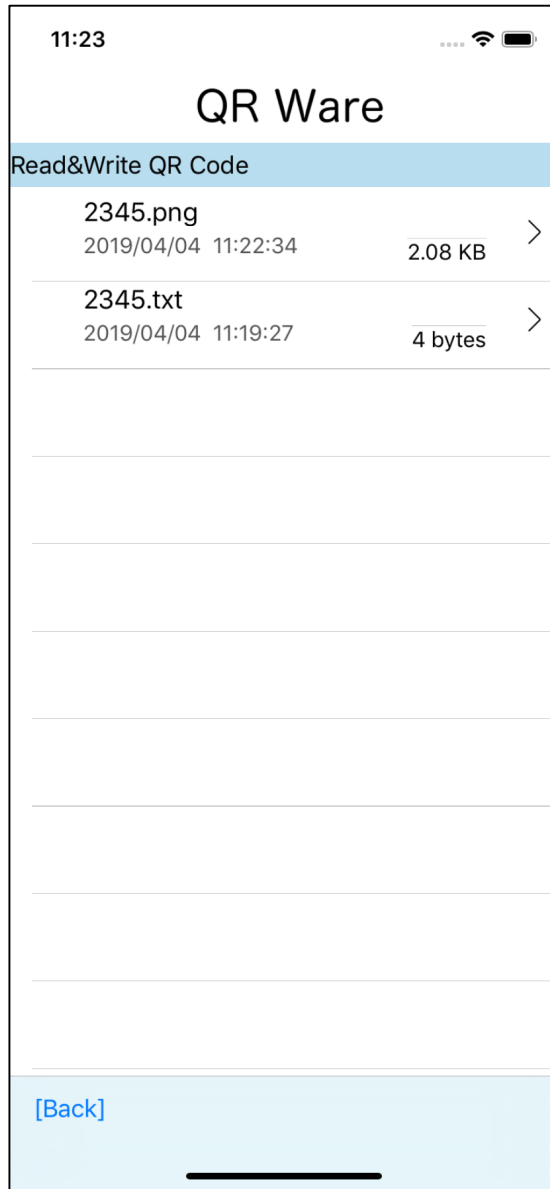 11:23
QR Ware
Read&Write QR Code
2345.png
2019/04/04 11:22:34
2.08 KB
2345.txt
2019/04/04 11:19:27
4 bytes
[Back]